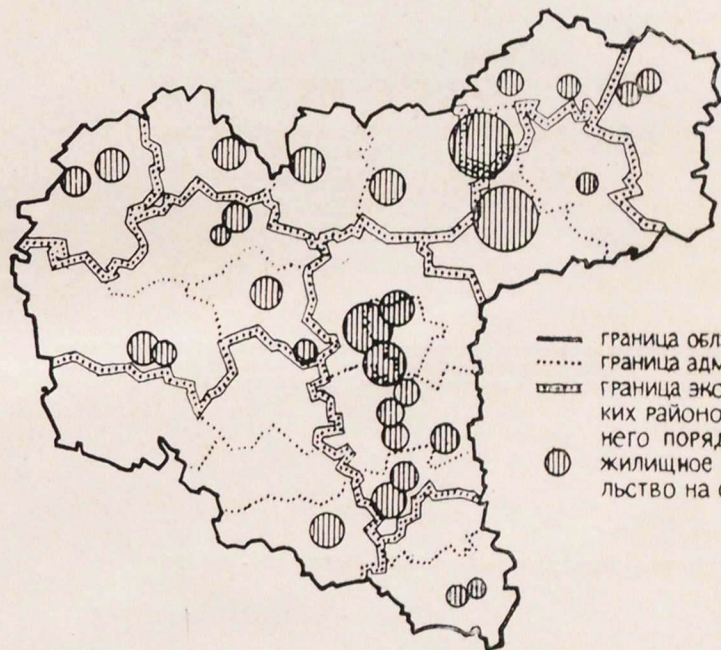 ГРАНИЦА ОБЛ
ГРАНИЦА АДМ
ГРАНИЦА ЭКО
КИХ РАЙОНО
НЕГО ПОРЯД
ЖИЛИЩНОЕ
ЛЬСТВО НА